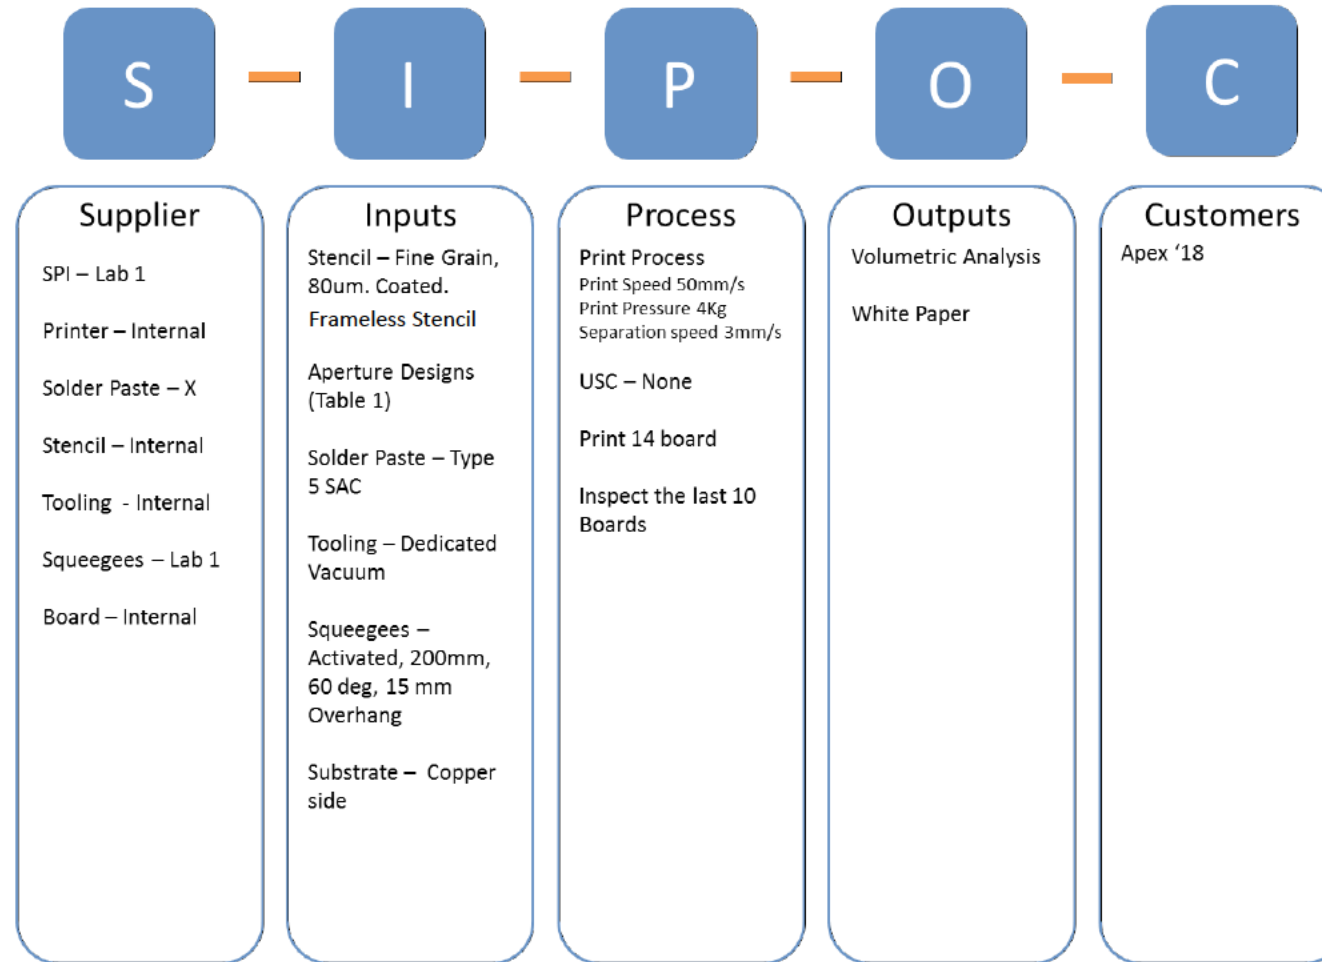 S
I
P
O
C
Supplier
SPI – Lab 1
Printer – Internal
Solder Paste – X
Stencil – Internal
Tooling - Internal
Squeegees – Lab 1
Board – Internal
Inputs
Stencil – Fine Grain,
80um. Coated.
Frameless Stencil
Aperture Designs
(Table 1)
Solder Paste – Type
5 SAC
Tooling – Dedicated
Vacuum
Squeegees –
Activated, 200mm,
60 deg, 15 mm
Overhang
Substrate – Copper
side
Process
Print Process
Print Speed 50mm/s
Print Pressure 4Kg
Separation speed 3mm/s
USC – None
Print 14 board
Inspect the last 10
Boards
Outputs
Volumetric Analysis
White Paper
Customers
Apex ‘18